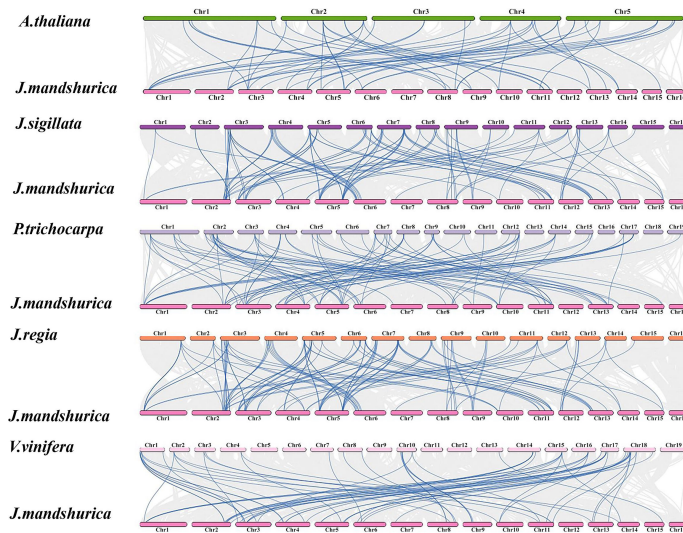 Chr1 Chr2 Chr3 Chr4 Chr5
A.thaliana
J.mandshurica
Chr1 Chr2 Chr3 Chr4 Chr5 Chr6 Chr7 Chr8 Chr9 Chr10 Chr11 Chr12 Chr13 Chr14 Chr15 Chr16
J.sigillata
Chr1 Chr2 Chr3 Chr4 Chr5 Chr6 Chr7 Chr8 Chr9 Chr10 Chr11 Chr12 Chr13 Chr14 Chr15 Chr1
J.mandshurica
Chr1 Chr2 Chr3 Chr4 Chr5 Chr6 Chr7 Chr8 Chr9 Chr10 Chr11 Chr12 Chr13 Chr14 Chr15 Chr1
P.trichocarpa
Chr1 Chr2 Chr3 Chr4 Chr5 Chr6 Chr7 Chr8 Chr9 Chr10 Chr11 Chr12 Chr13 Chr14 Chr15 Chr16 Chr17 Chr18 Chr19
J.mandshurica
Chr1 Chr2 Chr3 Chr4 Chr5 Chr6 Chr7 Chr8 Chr9 Chr10 Chr11 Chr12 Chr13 Chr14 Chr15 Chr1
J.regia
Chr1 Chr2 Chr3 Chr4 Chr5 Chr6 Chr7 Chr8 Chr9 Chr10 Chr11 Chr12 Chr13 Chr14 Chr15 Chr1
J.mandshurica
Chr1 Chr2 Chr3 Chr4 Chr5 Chr6 Chr7 Chr8 Chr9 Chr10 Chr11 Chr12 Chr13 Chr14 Chr15 Chr1
V.vinifera
Chr1 Chr2 Chr3 Chr4 Chr5 Chr6 Chr7 Chr8 Chr9 Chr10 Chr11 Chr12 Chr13 Chr14 Chr15 Chr16 Chr17 Chr18 Chr19
J.mandshurica
Chr1 Chr2 Chr3 Chr4 Chr5 Chr6 Chr7 Chr8 Chr9 Chr10 Chr11 Chr12 Chr13 Chr14 Chr15 Chr1